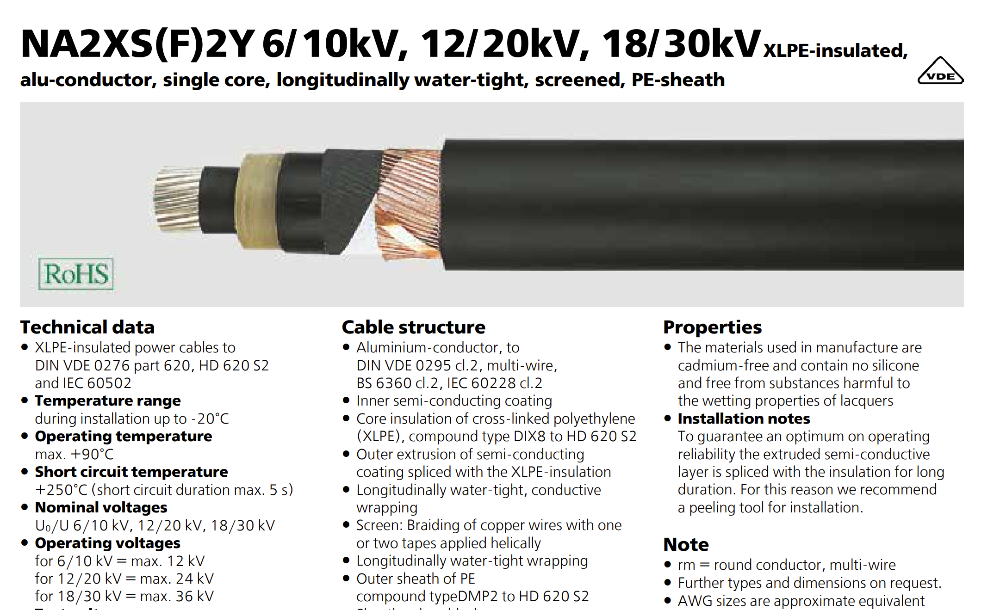 NA2XS(F)2Y 6/10kV, 12/20kV, 18/30kV XLPE-insulated,
alu-conductor, single core, longitudinally water-tight, screened, PE-sheath
VDE
RoHS
Technical data
• XLPE-insulated power cables to
DIN VDE 0276 part 620, HD 620 S2
and IEC 60502
• Temperature range
during installation up to -20°C
• Operating temperature
max. +90°C
• Short circuit temperature
+250°C (short circuit duration max. 5 s)
• Nominal voltages
U₀/U 6/10 kV, 12/20 kV, 18/30 kV
• Operating voltages
for 6/10 kV = max. 12 kV
for 12/20 kV = max. 24 kV
for 18/30 kV = max. 36 kV
Cable structure
• Aluminium-conductor, to
DIN VDE 0295 cl.2, multi-wire,
BS 6360 cl.2, IEC 60228 cl.2
• Inner semi-conducting coating
• Core insulation of cross-linked polyethylene
(XLPE), compound type DIX8 to HD 620 S2
• Outer extrusion of semi-conducting
coating spliced with the XLPE-insulation
• Longitudinally water-tight, conductive
wrapping
• Screen: Braiding of copper wires with one
or two tapes applied helically
• Longitudinally water-tight wrapping
• Outer sheath of PE
compound typeDMP2 to HD 620 S2
Properties
• The materials used in manufacture are
cadmium-free and contain no silicone
and free from substances harmful to
the wetting properties of lacquers
• Installation notes
To guarantee an optimum on operating
reliability the extruded semi-conductive
layer is spliced with the insulation for long
duration. For this reason we recommend
a peeling tool for installation.
Note
• rm = round conductor, multi-wire
• Further types and dimensions on request.
• AWG sizes are approximate equivalent